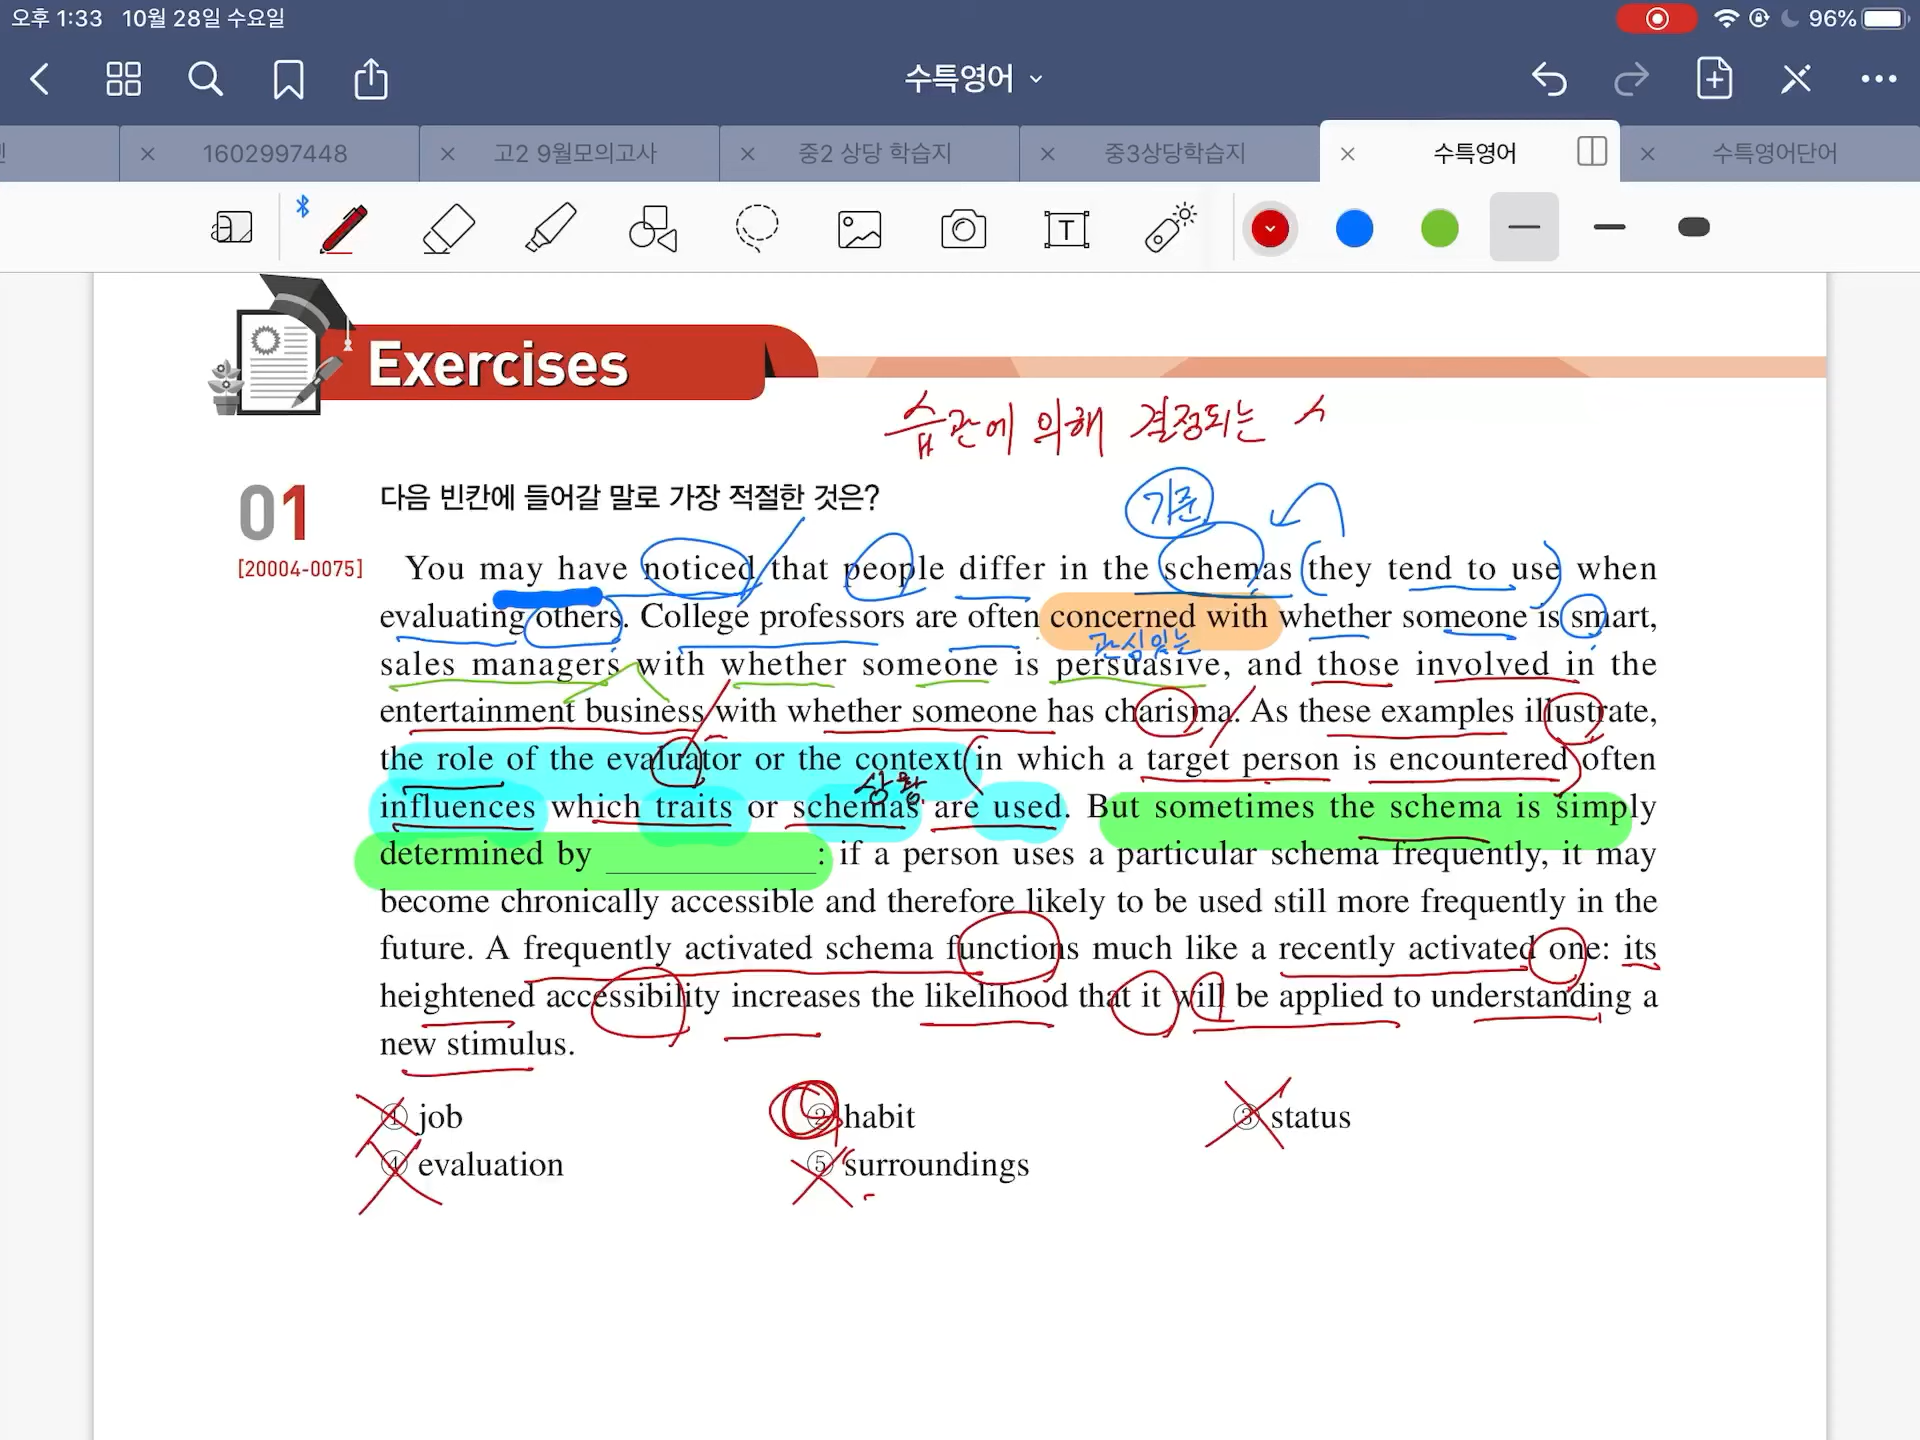 오후 1:33 10월 28일 수요일 96%
수특영어
1602997448 고2 9월모의고사 중2 상당 학습지 중3상당학습지 수특영어 수특영어단어
T
Exercises
습관에 의해 결정되는 ㅅ
01 다음 빈칸에 들어갈 말로 가장 적절한 것은?
기준
[20004-0075] You may have noticed that people differ in the schemas (they tend to use) when
evaluating others. College professors are often concerned with whether someone is smart,
관심있는
sales managers with whether someone is persuasive, and those involved in the
entertainment business with whether someone has charisma. As these examples illustrate,
the role of the evaluator or the context (in which a target person is encountered) often
상황
influences which traits or schemas are used. But sometimes the schema is simply
determined by ____________ : if a person uses a particular schema frequently, it may
become chronically accessible and therefore likely to be used still more frequently in the
future. A frequently activated schema functions much like a recently activated one: its
heightened accessibility increases the likelihood that it will be applied to understanding a
new stimulus.
① job ② habit ③ status
④ evaluation ⑤ surroundings